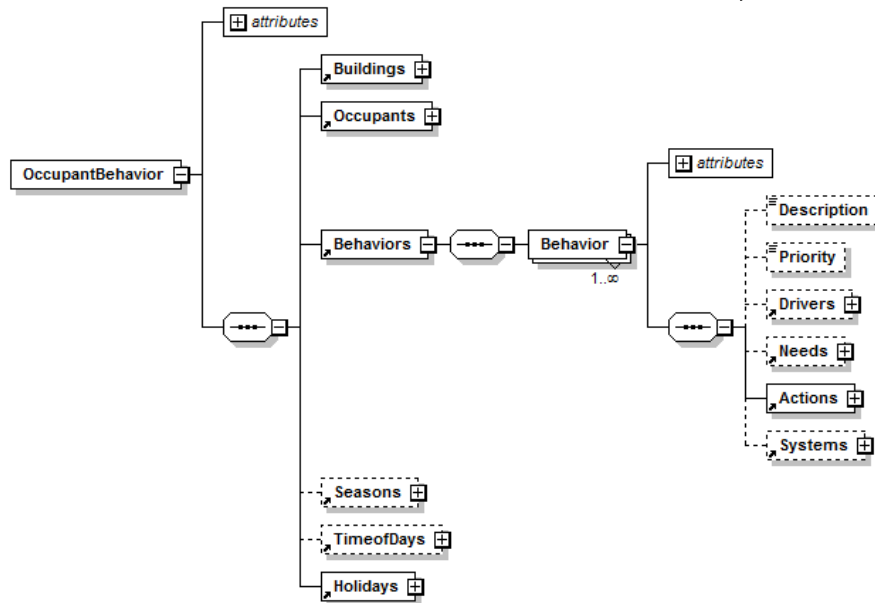 attributes
Buildings
Occupants
OccupantBehavior
attributes
Description
Behaviors
Behavior
Priority
1..∞
Drivers
Needs
Actions
Systems
Seasons
TimeofDays
Holidays